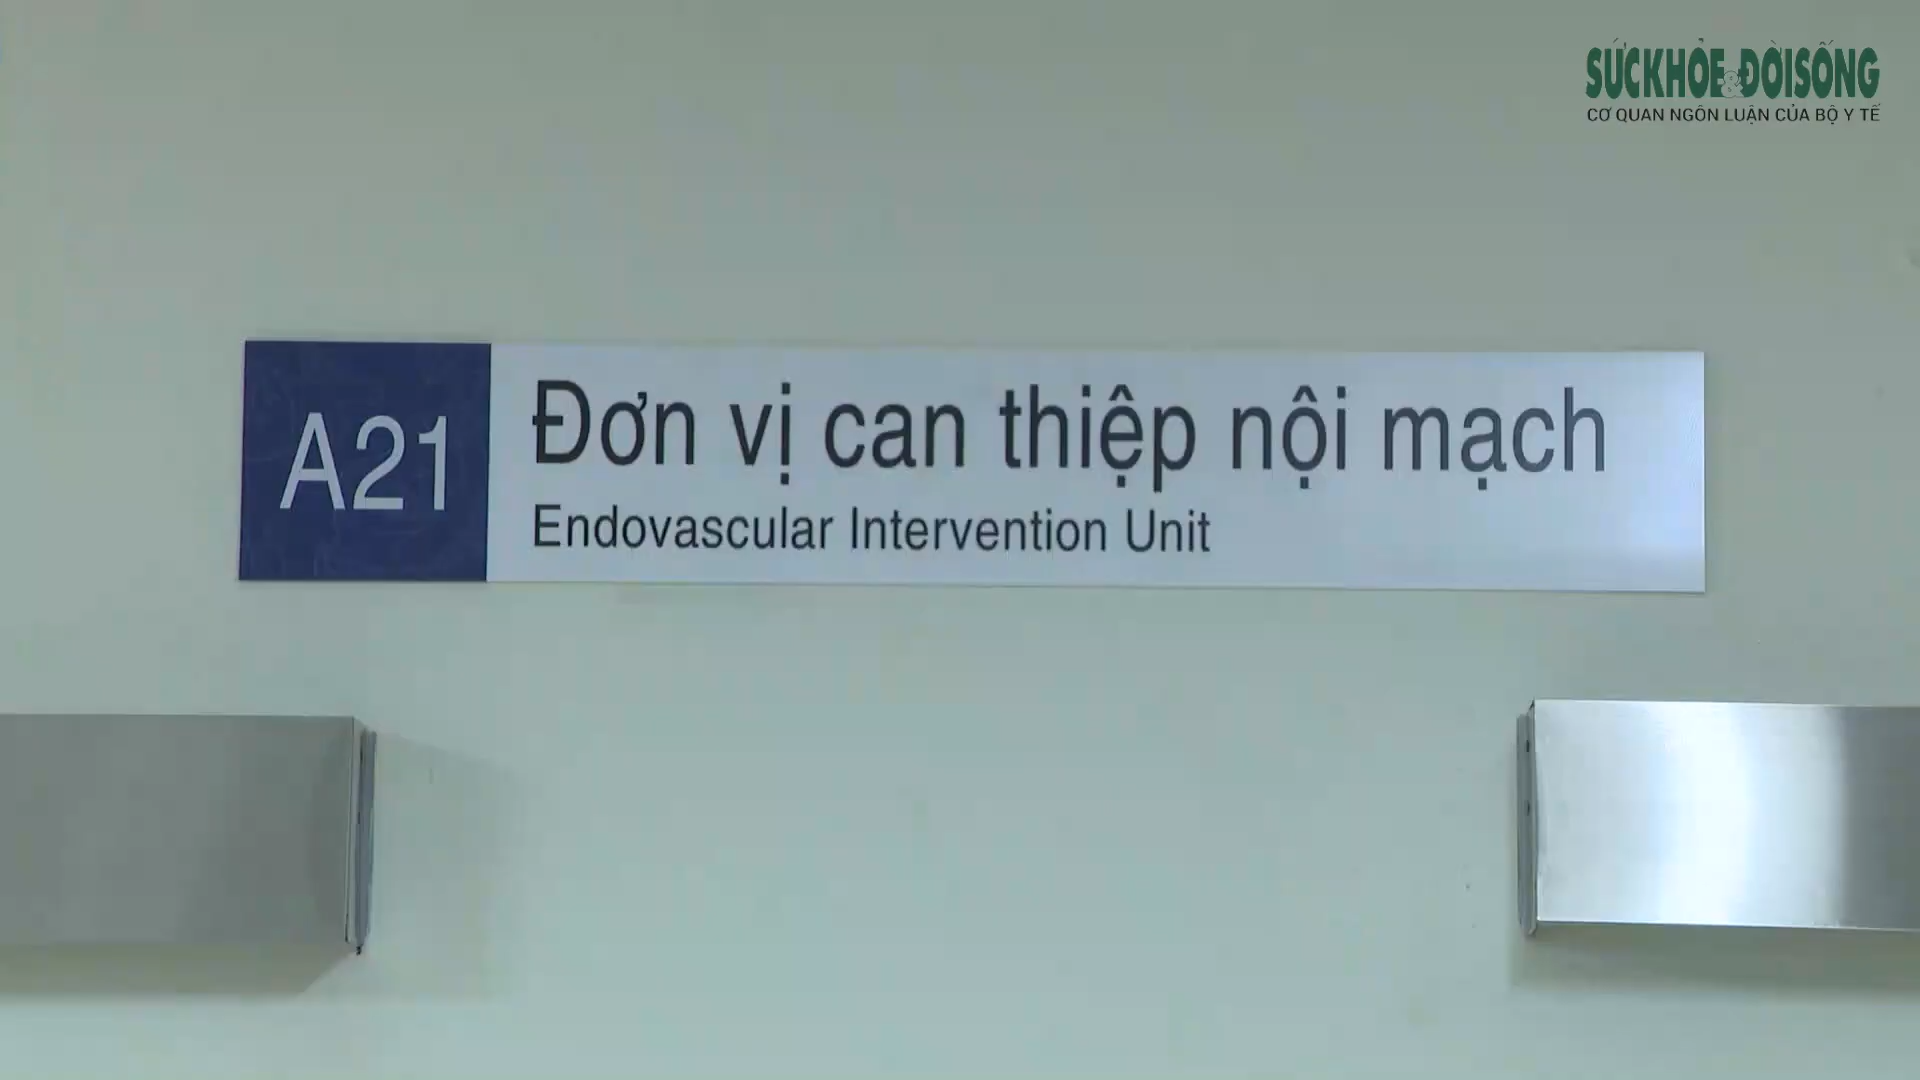 SỨCKHỎE&ĐỜISỐNG
CƠ QUAN NGÔN LUẬN CỦA BỘ Y TẾ
A21
Đơn vị can thiệp nội mạch
Endovascular Intervention Unit